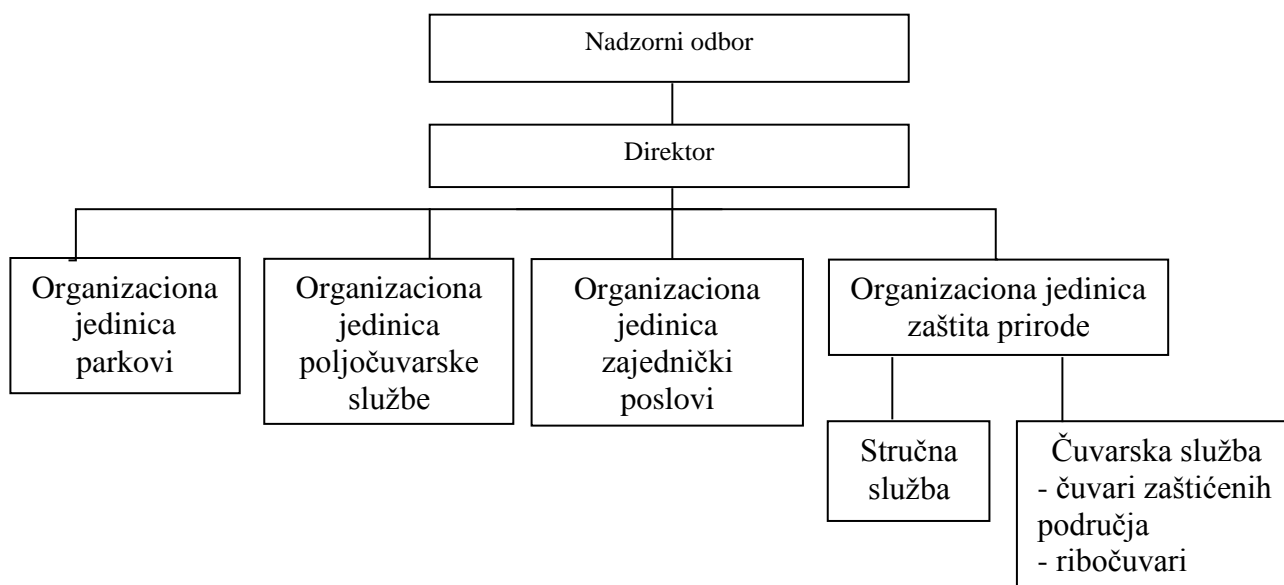 Nadzorni odbor
Direktor
Organizaciona
jedinica
parkovi
Organizaciona
jedinica
poljočuvarske
službe
Organizaciona
jedinica
zajednički
poslovi
Organizaciona jedinica
zaštita prirode
Stručna
služba
Čuvarska služba
- čuvari zaštićenih
područja
- ribočuvari